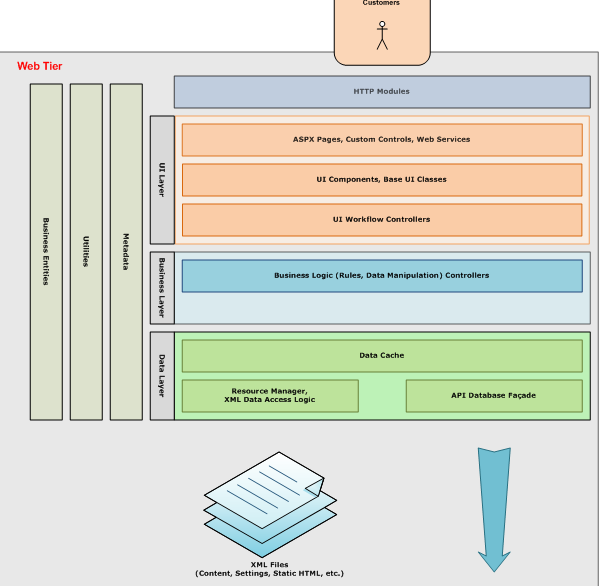 Customers
Web Tier
HTTP Modules
Business Entities
Utilities
Metadata
UI Layer
ASPX Pages, Custom Controls, Web Services
UI Components, Base UI Classes
UI Workflow Controllers
Business Layer
Business Logic (Rules, Data Manipulation) Controllers
Data Layer
Data Cache
Resource Manager,
XML Data Access Logic
API Database Façade
XML Files
(Content, Settings, Static HTML, etc.)